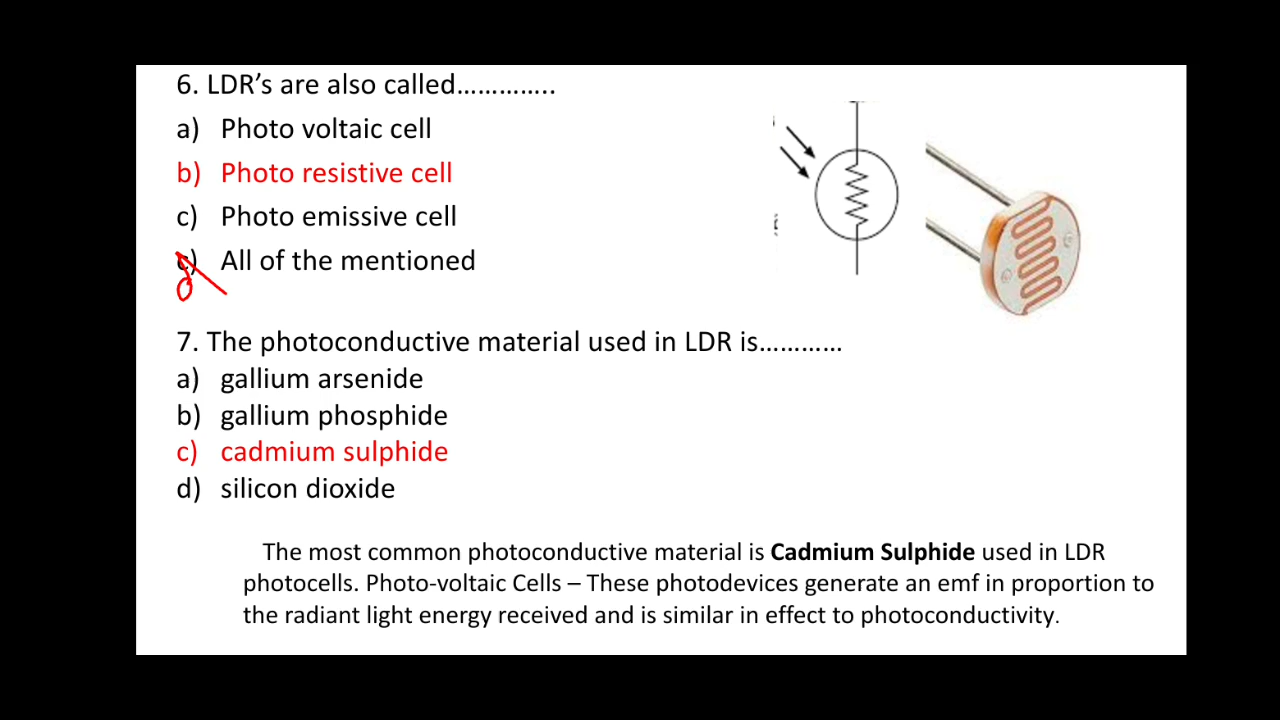 6. LDR’s are also called…………..
a) Photo voltaic cell
b) Photo resistive cell
c) Photo emissive cell
d) All of the mentioned
7. The photoconductive material used in LDR is…………
a) gallium arsenide
b) gallium phosphide
c) cadmium sulphide
d) silicon dioxide
The most common photoconductive material is Cadmium Sulphide used in LDR
photocells. Photo-voltaic Cells – These photodevices generate an emf in proportion to
the radiant light energy received and is similar in effect to photoconductivity.